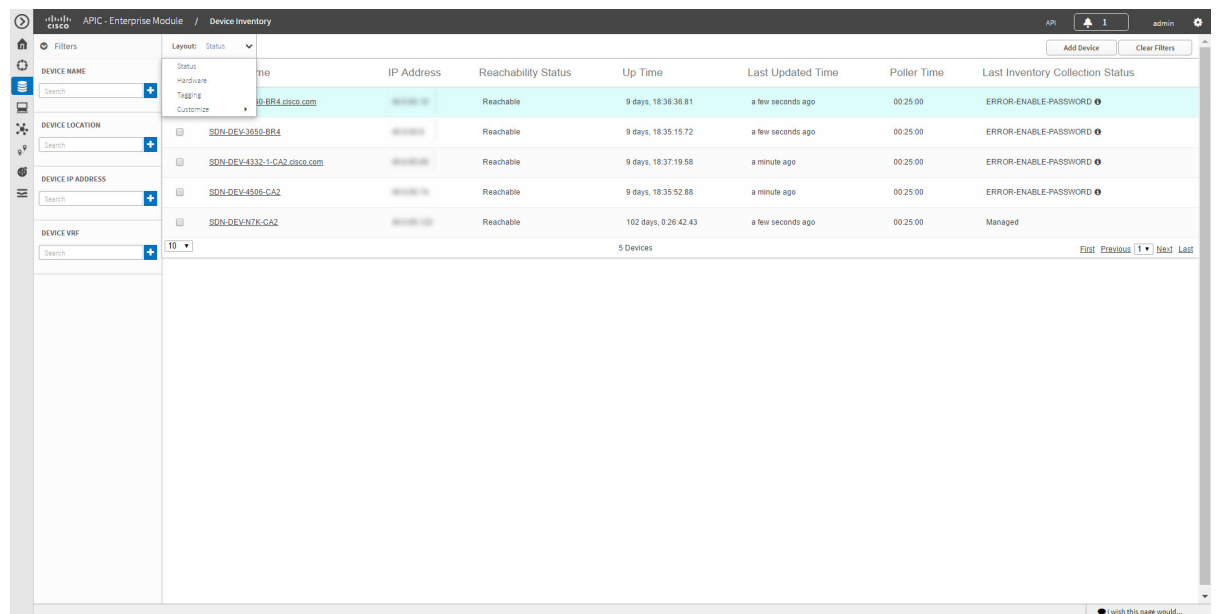 CISCO APIC - Enterprise Module / Device Inventory API 1 admin
Filters
Layout: Status
Add Device Clear Filters
DEVICE NAME
Search
DEVICE LOCATION
Search
DEVICE IP ADDRESS
Search
DEVICE VRF
Search
Status
Hardware
Tagging
Customize
IP Address Reachability Status Up Time Last Updated Time Poller Time Last Inventory Collection Status
-BR4.cisco.com Reachable 9 days, 18:36:36.81 a few seconds ago 00:25:00 ERROR-ENABLE-PASSWORD
SDN-DEV-3650-BR4 Reachable 9 days, 18:35:15.72 a few seconds ago 00:25:00 ERROR-ENABLE-PASSWORD
SDN-DEV-4332-1-CA2.cisco.com Reachable 9 days, 18:37:19.58 a minute ago 00:25:00 ERROR-ENABLE-PASSWORD
SDN-DEV-4506-CA2 Reachable 9 days, 18:35:52.88 a minute ago 00:25:00 ERROR-ENABLE-PASSWORD
SDN-DEV-N7K-CA2 Reachable 102 days, 0:26:42.43 a few seconds ago 00:25:00 Managed
10 5 Devices First Previous 1 Next Last
I wish this page would...